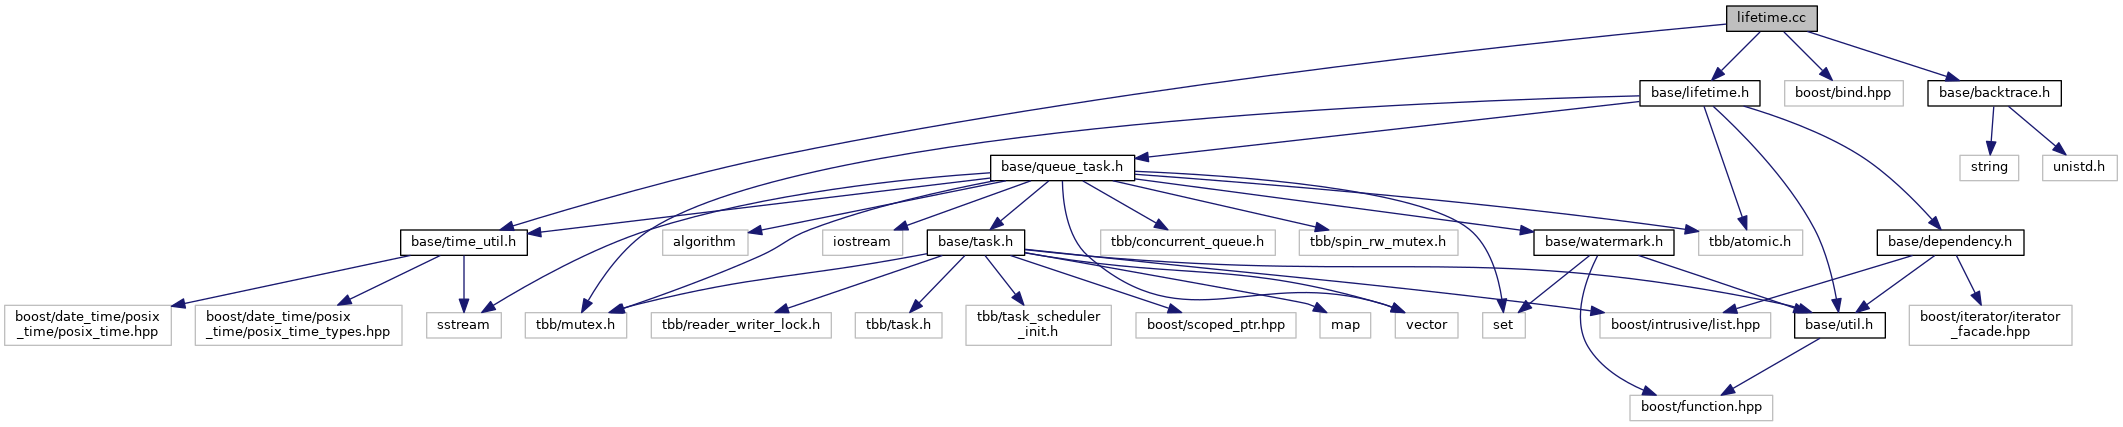 lifetime.cc
base/lifetime.h
boost/bind.hpp
base/backtrace.h
base/queue_task.h
string
unistd.h
base/time_util.h
algorithm
iostream
base/task.h
tbb/concurrent_queue.h
tbb/spin_rw_mutex.h
base/watermark.h
tbb/atomic.h
base/dependency.h
boost/date_time/posix
_time/posix_time.hpp
boost/date_time/posix
_time/posix_time_types.hpp
sstream
tbb/mutex.h
tbb/reader_writer_lock.h
tbb/task.h
tbb/task_scheduler
_init.h
boost/scoped_ptr.hpp
map
vector
set
boost/intrusive/list.hpp
base/util.h
boost/iterator/iterator
_facade.hpp
boost/function.hpp